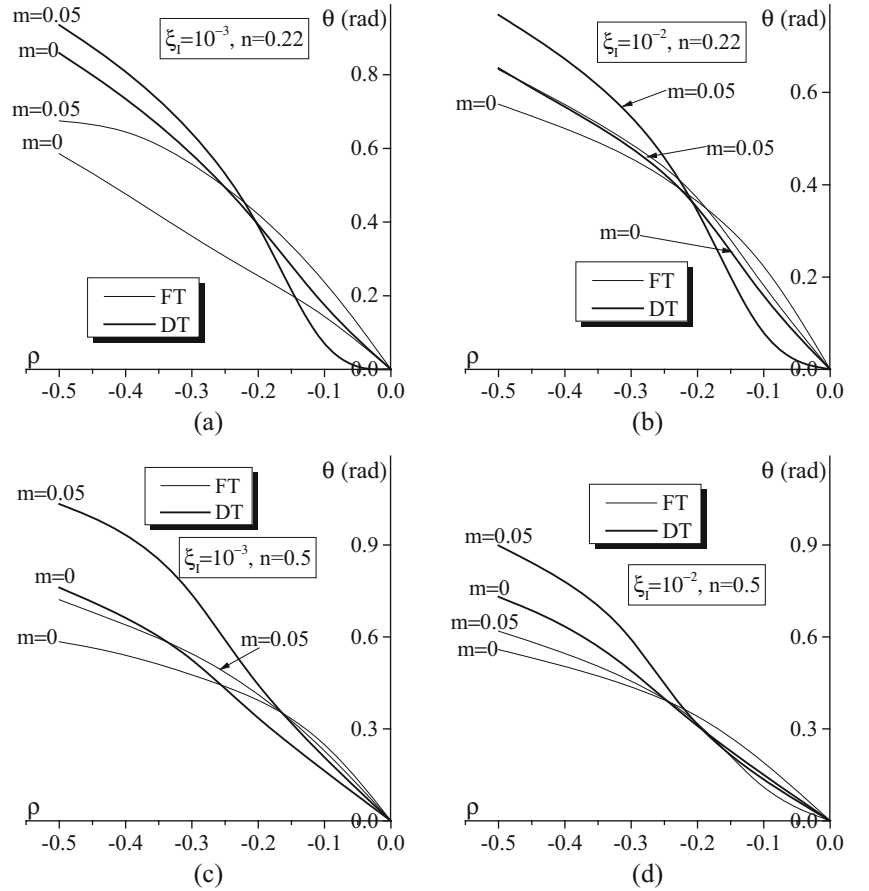 θ (rad)
m=0.05
ξI=10⁻³, n=0.22
m=0
0.8
m=0.05
0.6
m=0
0.4
FT
0.2
DT
ρ
0.0
-0.5 -0.4 -0.3 -0.2 -0.1 0.0
(a)
θ (rad)
ξI=10⁻², n=0.22
m=0.05
0.6
m=0
m=0.05
0.4
m=0
FT
0.2
DT
ρ
0.0
-0.5 -0.4 -0.3 -0.2 -0.1 0.0
(b)
θ (rad)
FT
m=0.05
DT
ξI=10⁻³, n=0.5
0.9
m=0
m=0.05
0.6
m=0
0.3
ρ
0.0
-0.5 -0.4 -0.3 -0.2 -0.1 0.0
(c)
θ (rad)
FT
DT
m=0.05
0.9
ξI=10⁻², n=0.5
m=0
m=0.05
0.6
m=0
0.3
ρ
0.0
-0.5 -0.4 -0.3 -0.2 -0.1 0.0
(d)